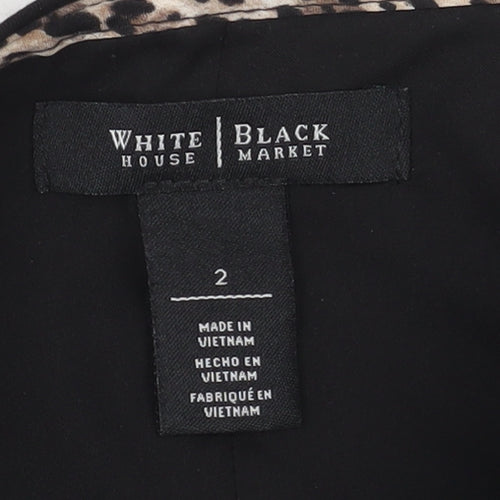 WHITE | BLACK
HOUSE | MARKET
2
MADE IN
VIETNAM
HECHO EN
VIETNAM
FABRIQUÉ EN
VIETNAM